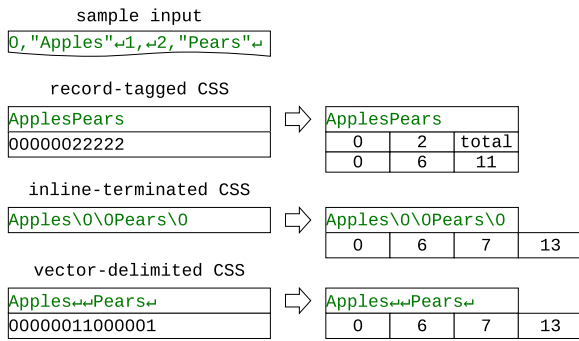 sample input
0,"Apples"↵1,↵2,"Pears"↵
record-tagged CSS
ApplesPears
00000022222
ApplesPears
0 2 total
0 6 11
inline-terminated CSS
Apples\0\0Pears\0
Apples\0\0Pears\0
0 6 7 13
vector-delimited CSS
Apples↵↵Pears↵
00000011000001
Apples↵↵Pears↵
0 6 7 13